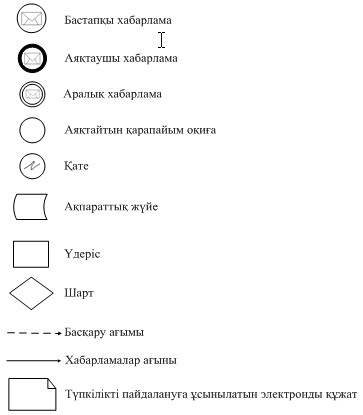 Бастапқы хабарлама
Аяктаушы хабарлама
Аралық хабарлама
Аяқтайтын қарапайым оқиға
Қате
Ақпараттық жүйе
Үдеріс
Шарт
Басқару ағымы
Хабарламалар ағыны
Түпкілікті пайдалануға ұсынылатын электронды құжат